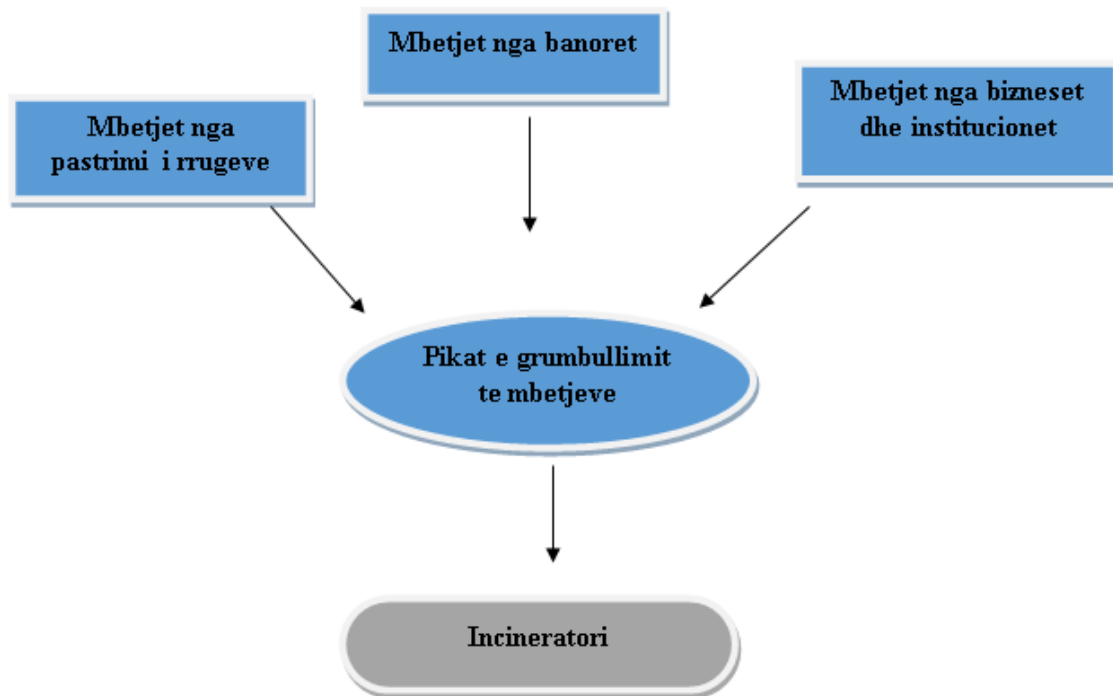 Mbetjet nga banoret
Mbetjet nga
pastrimi i rrugeve
Mbetjet nga bizneset
dhe institucionet
Pikat e grumbullimit
te mbetjeve
Incineratori